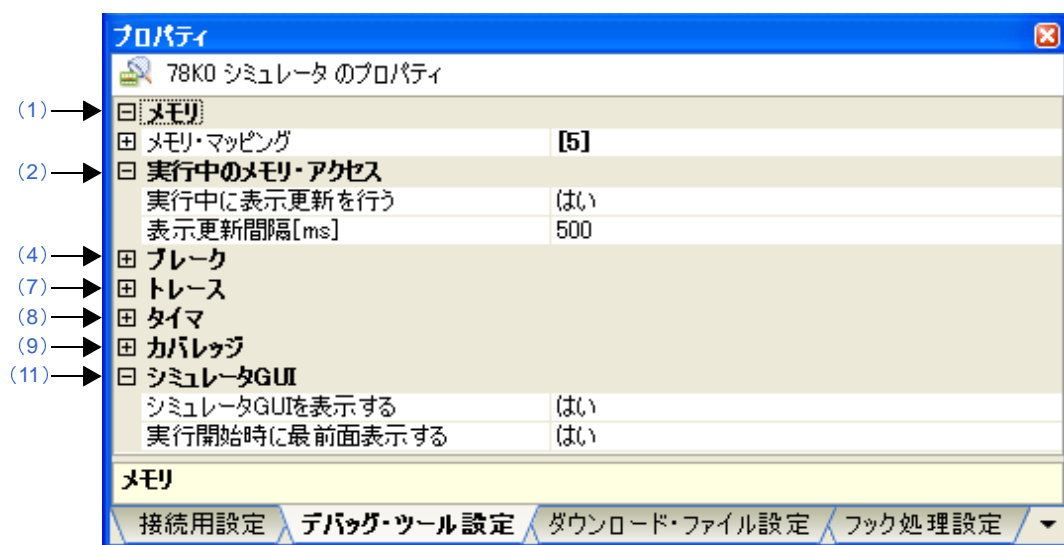 プロパティ
78K0 シミュレータ のプロパティ
(1) メモリ
メモリ・マッピング [5]
(2) 実行中のメモリ・アクセス
実行中に表示更新を行う はい
表示更新間隔[ms] 500
(4) ブレーク
(7) トレース
(8) タイマ
(9) カバレッジ
(11) シミュレータGUI
シミュレータGUIを表示する はい
実行開始時に最前面表示する はい
メモリ
接続用設定 デバッグ・ツール設定 ダウンロード・ファイル設定 フック処理設定